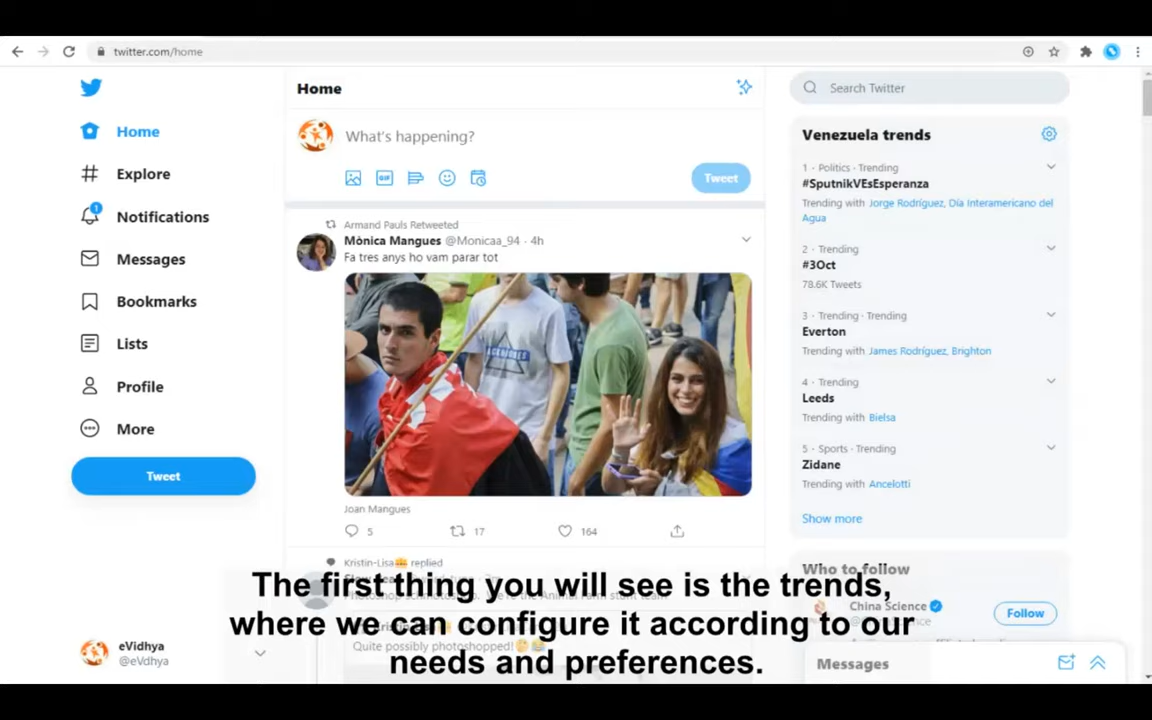 twitter.com/home
Home
Explore
Notifications
1
Messages
Bookmarks
Lists
Profile
More
Tweet
eVidhya
@eVdhya
Home
What's happening?
GIF
Tweet
Armand Pauls Retweeted
Mònica Mangues @Monicaa_94 · 4h
Fa tres anys ho vam parar tot
Joan Mangues
5 17 164
Kristin-Lisa replied
Quite possibly photoshopped!
Search Twitter
Venezuela trends
1 · Politics · Trending
#SputnikVEsEsperanza
Trending with Jorge Rodríguez, Día Interamericano del
Agua
2 · Trending
#3Oct
78.6K Tweets
3 · Trending · Trending
Everton
Trending with James Rodríguez, Brighton
4 · Trending
Leeds
Trending with Bielsa
5 · Sports · Trending
Zidane
Trending with Ancelotti
Show more
Who to follow
China Science
Follow
Messages
The first thing you will see is the trends,
where we can configure it according to our
needs and preferences.